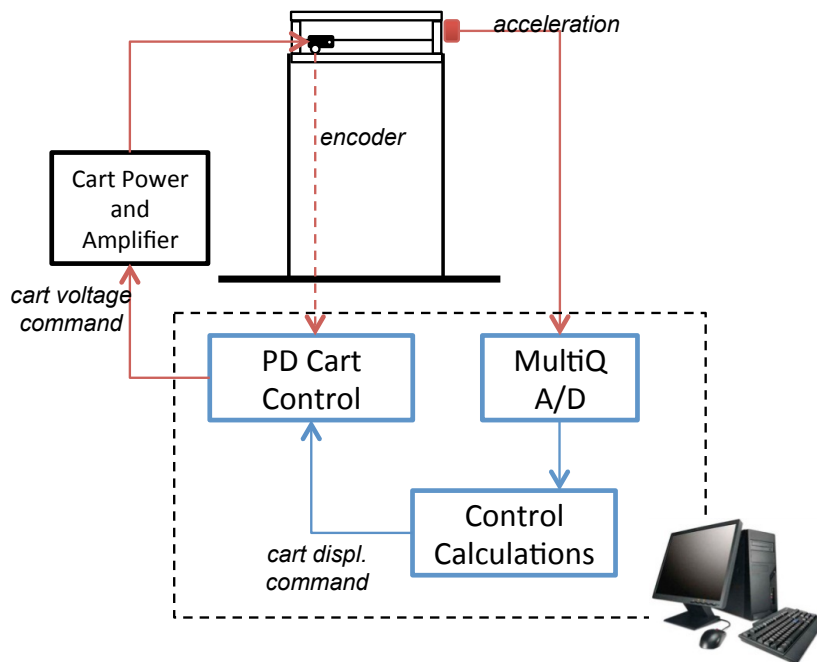 acceleration
encoder
Cart Power
and
Amplifier
cart voltage
command
PD Cart
Control
MultiQ
A/D
Control
Calculations
cart displ.
command